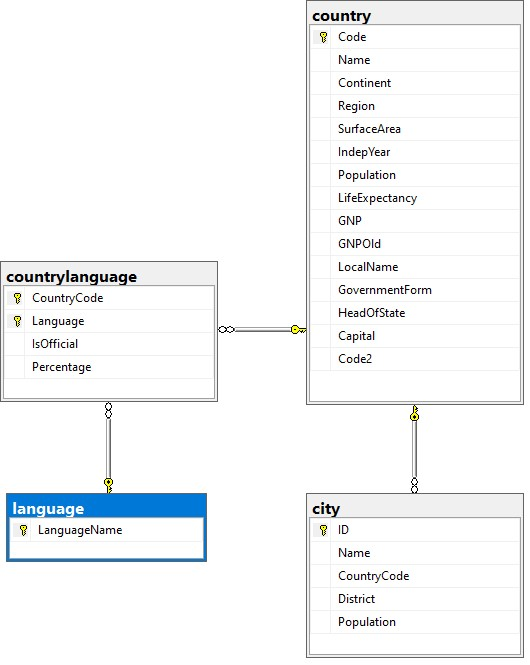 country
Code
Name
Continent
Region
SurfaceArea
IndepYear
Population
LifeExpectancy
GNP
GNPOld
LocalName
GovernmentForm
HeadOfState
Capital
Code2
countrylanguage
CountryCode
Language
IsOfficial
Percentage
language
LanguageName
city
ID
Name
CountryCode
District
Population